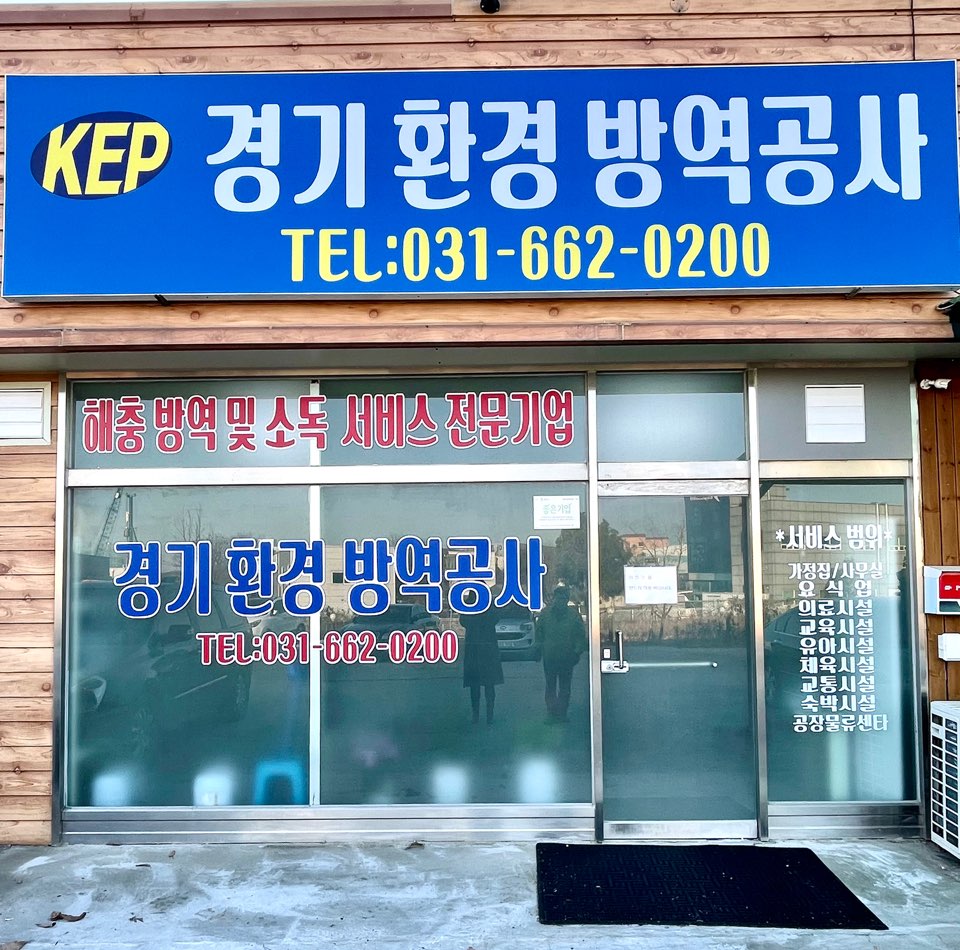 KEP 경기 환경 방역공사
TEL:031-662-0200
해충 방역 및 소독 서비스 전문기업
좋은기업
경기 환경 방역공사
TEL:031-662-0200
*서비스 범위*
가정집/사무실
요식업
의료시설
교육시설
유아시설
체육시설
교통시설
숙박시설
공장물류센타